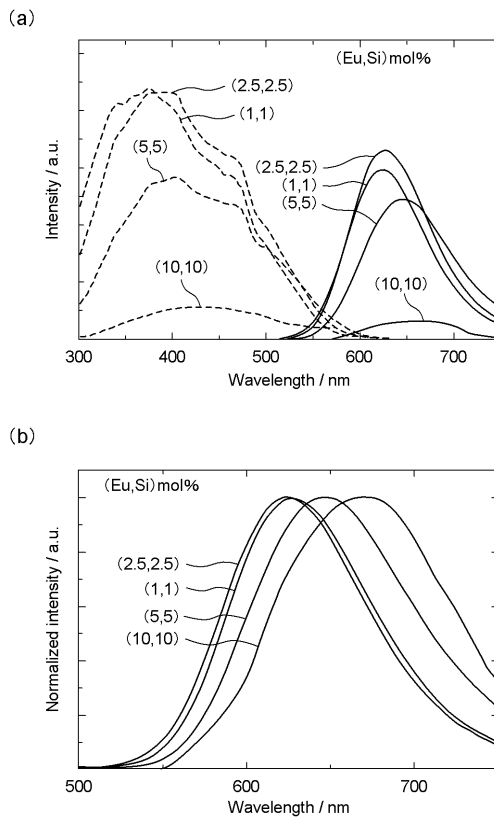 (a)
(Eu,Si)mol%
(2.5,2.5)
(1,1)
(5,5)
(10,10)
(2.5,2.5)
(1,1)
(5,5)
(10,10)
Intensity / a.u.
300 400 500 600 700
Wavelength / nm
(b)
(Eu,Si)mol%
(2.5,2.5)
(1,1)
(5,5)
(10,10)
Normalized intensity / a.u.
500 600 700
Wavelength / nm